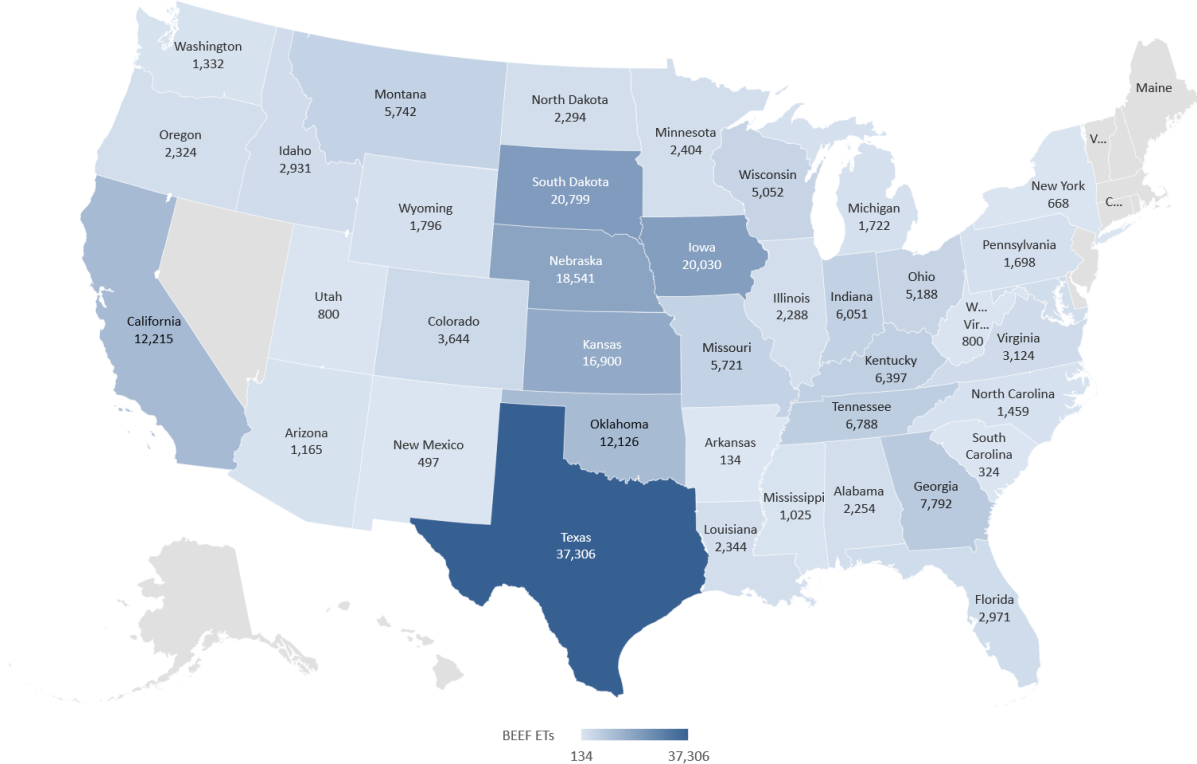 Washington
1,332
Montana
5,742
North Dakota
2,294
Minnesota
2,404
Maine
Oregon
2,324
Idaho
2,931
South Dakota
20,799
Wisconsin
5,052
V...
Wyoming
1,796
Michigan
1,722
New York
668
C...
Nebraska
18,541
Iowa
20,030
Pennsylvania
1,698
Utah
800
Colorado
3,644
Illinois
2,288
Indiana
6,051
Ohio
5,188
W...
Vir...
800
California
12,215
Kansas
16,900
Missouri
5,721
Kentucky
6,397
Virginia
3,124
Arizona
1,165
New Mexico
497
Oklahoma
12,126
Arkansas
134
Tennessee
6,788
North Carolina
1,459
South
Carolina
324
Mississippi
1,025
Alabama
2,254
Georgia
7,792
Texas
37,306
Louisiana
2,344
Florida
2,971
BEEF ETs
134
37,306